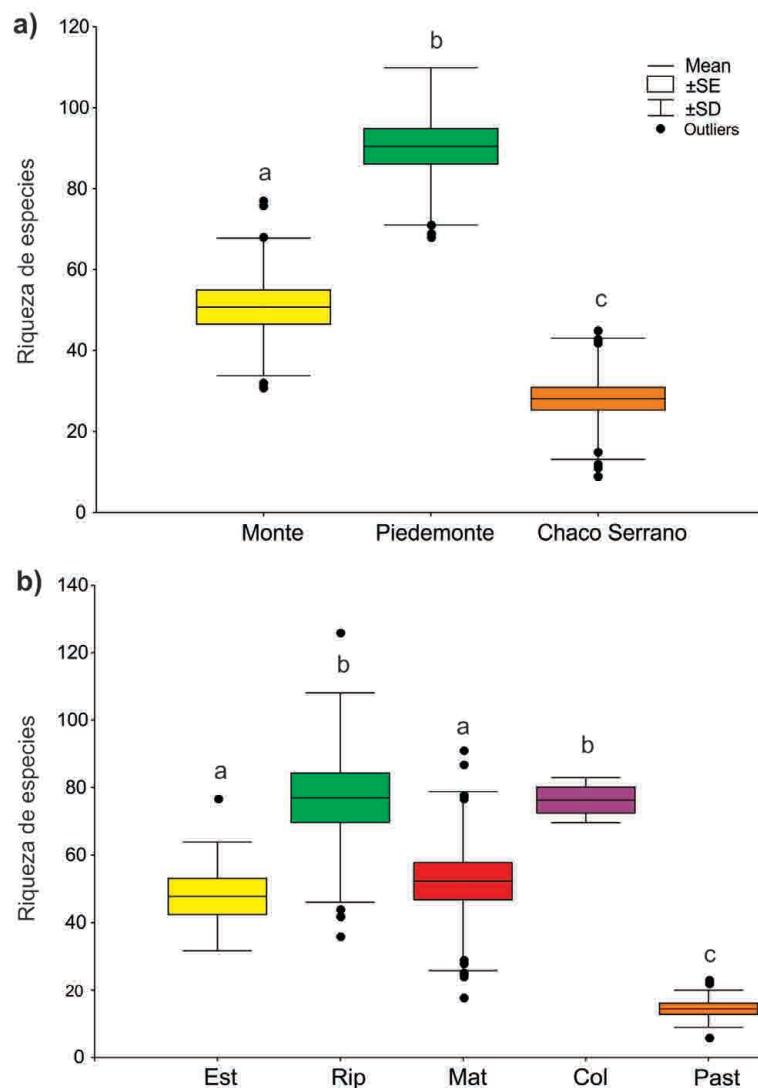 a)
120
100
80
60
40
20
0
Riqueza de especies
a
b
c
Mean
±SE
±SD
Outliers
Monte Piedemonte Chaco Serrano
b)
140
120
100
80
60
40
20
0
Riqueza de especies
a
b
a
b
c
Est Rip Mat Col Past